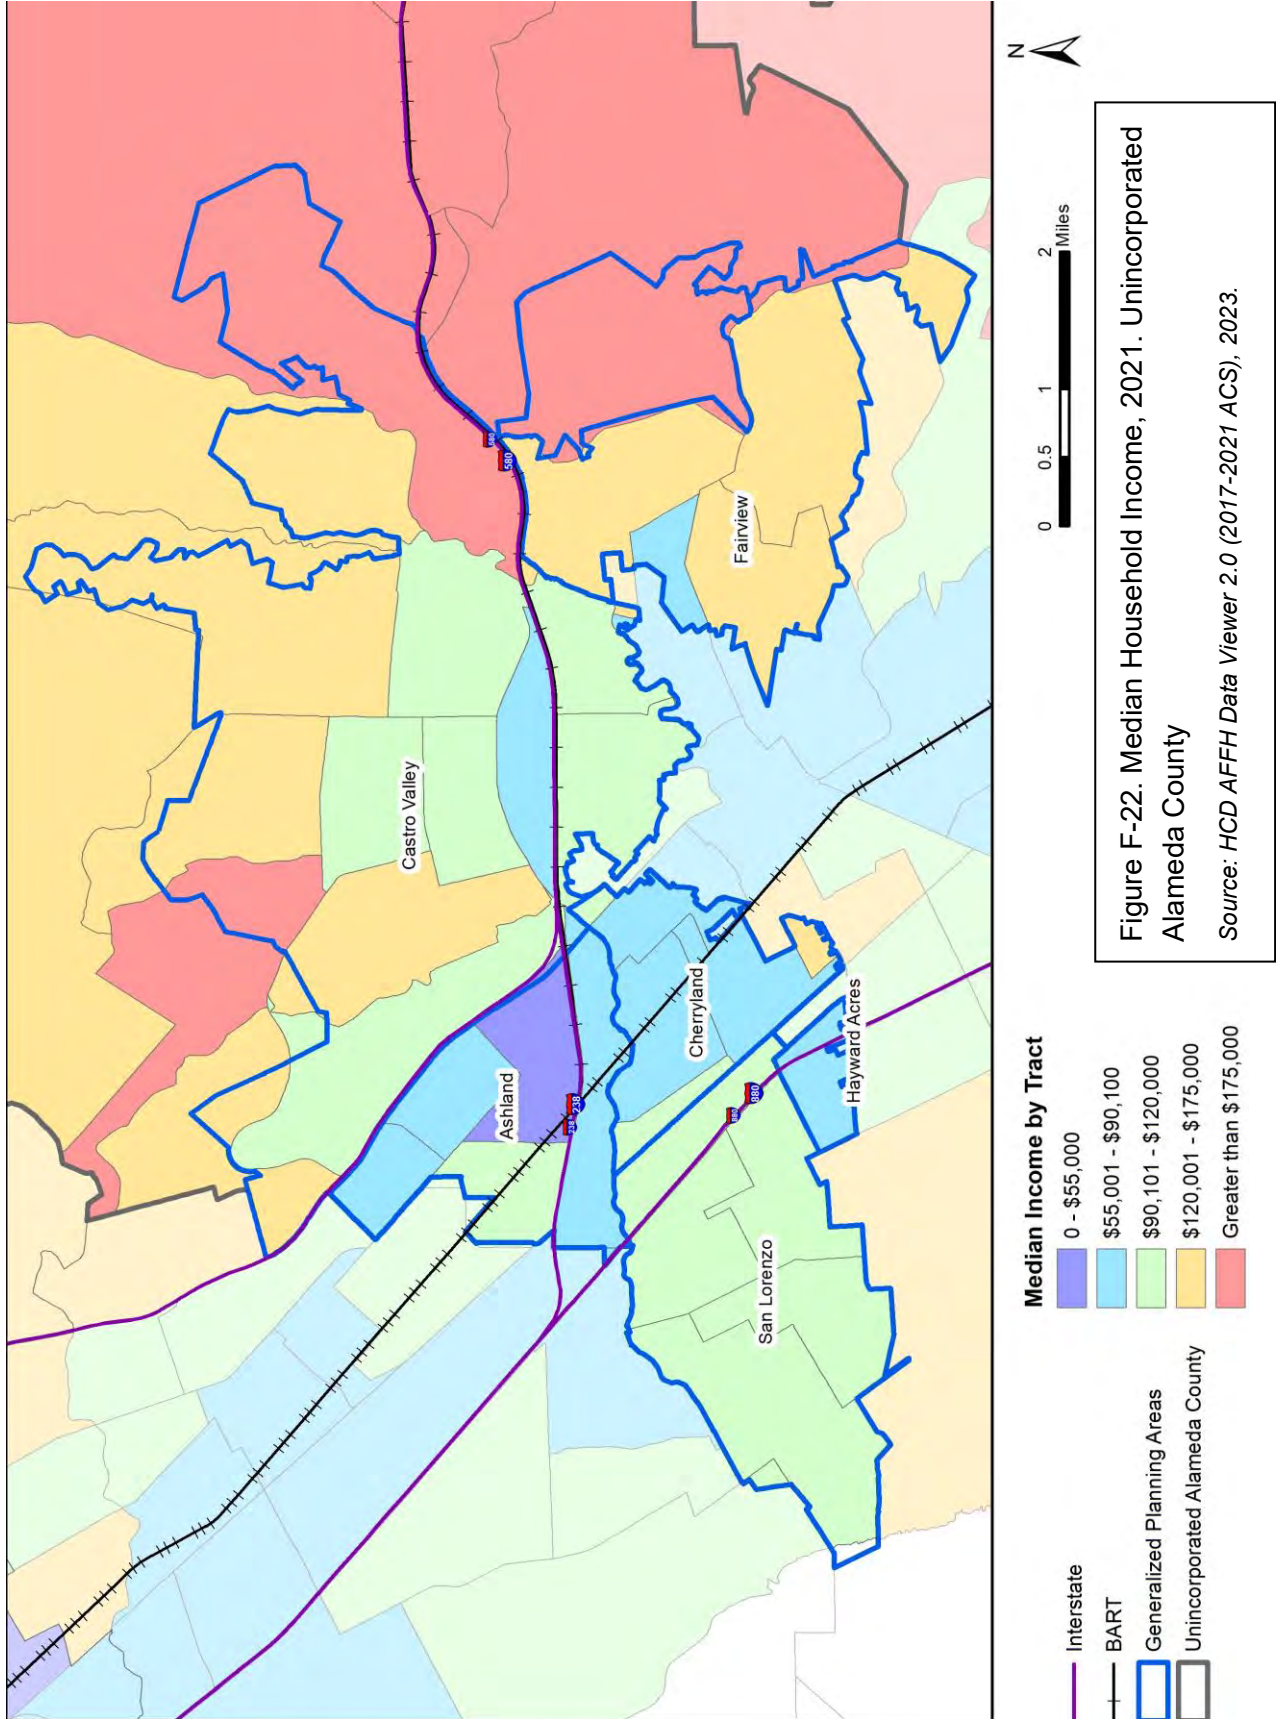 Castro Valley
Ashland
Cherryland
Fairview
San Lorenzo
Hayward Acres
580
580
238
238
880
880
N
0 0.5 1 2
Miles
Interstate
BART
Generalized Planning Areas
Unincorporated Alameda County
Median Income by Tract
0 - $55,000
$55,001 - $90,100
$90,101 - $120,000
$120,001 - $175,000
Greater than $175,000
Figure F-22. Median Household Income, 2021. Unincorporated
Alameda County
Source: HCD AFFH Data Viewer 2.0 (2017-2021 ACS), 2023.